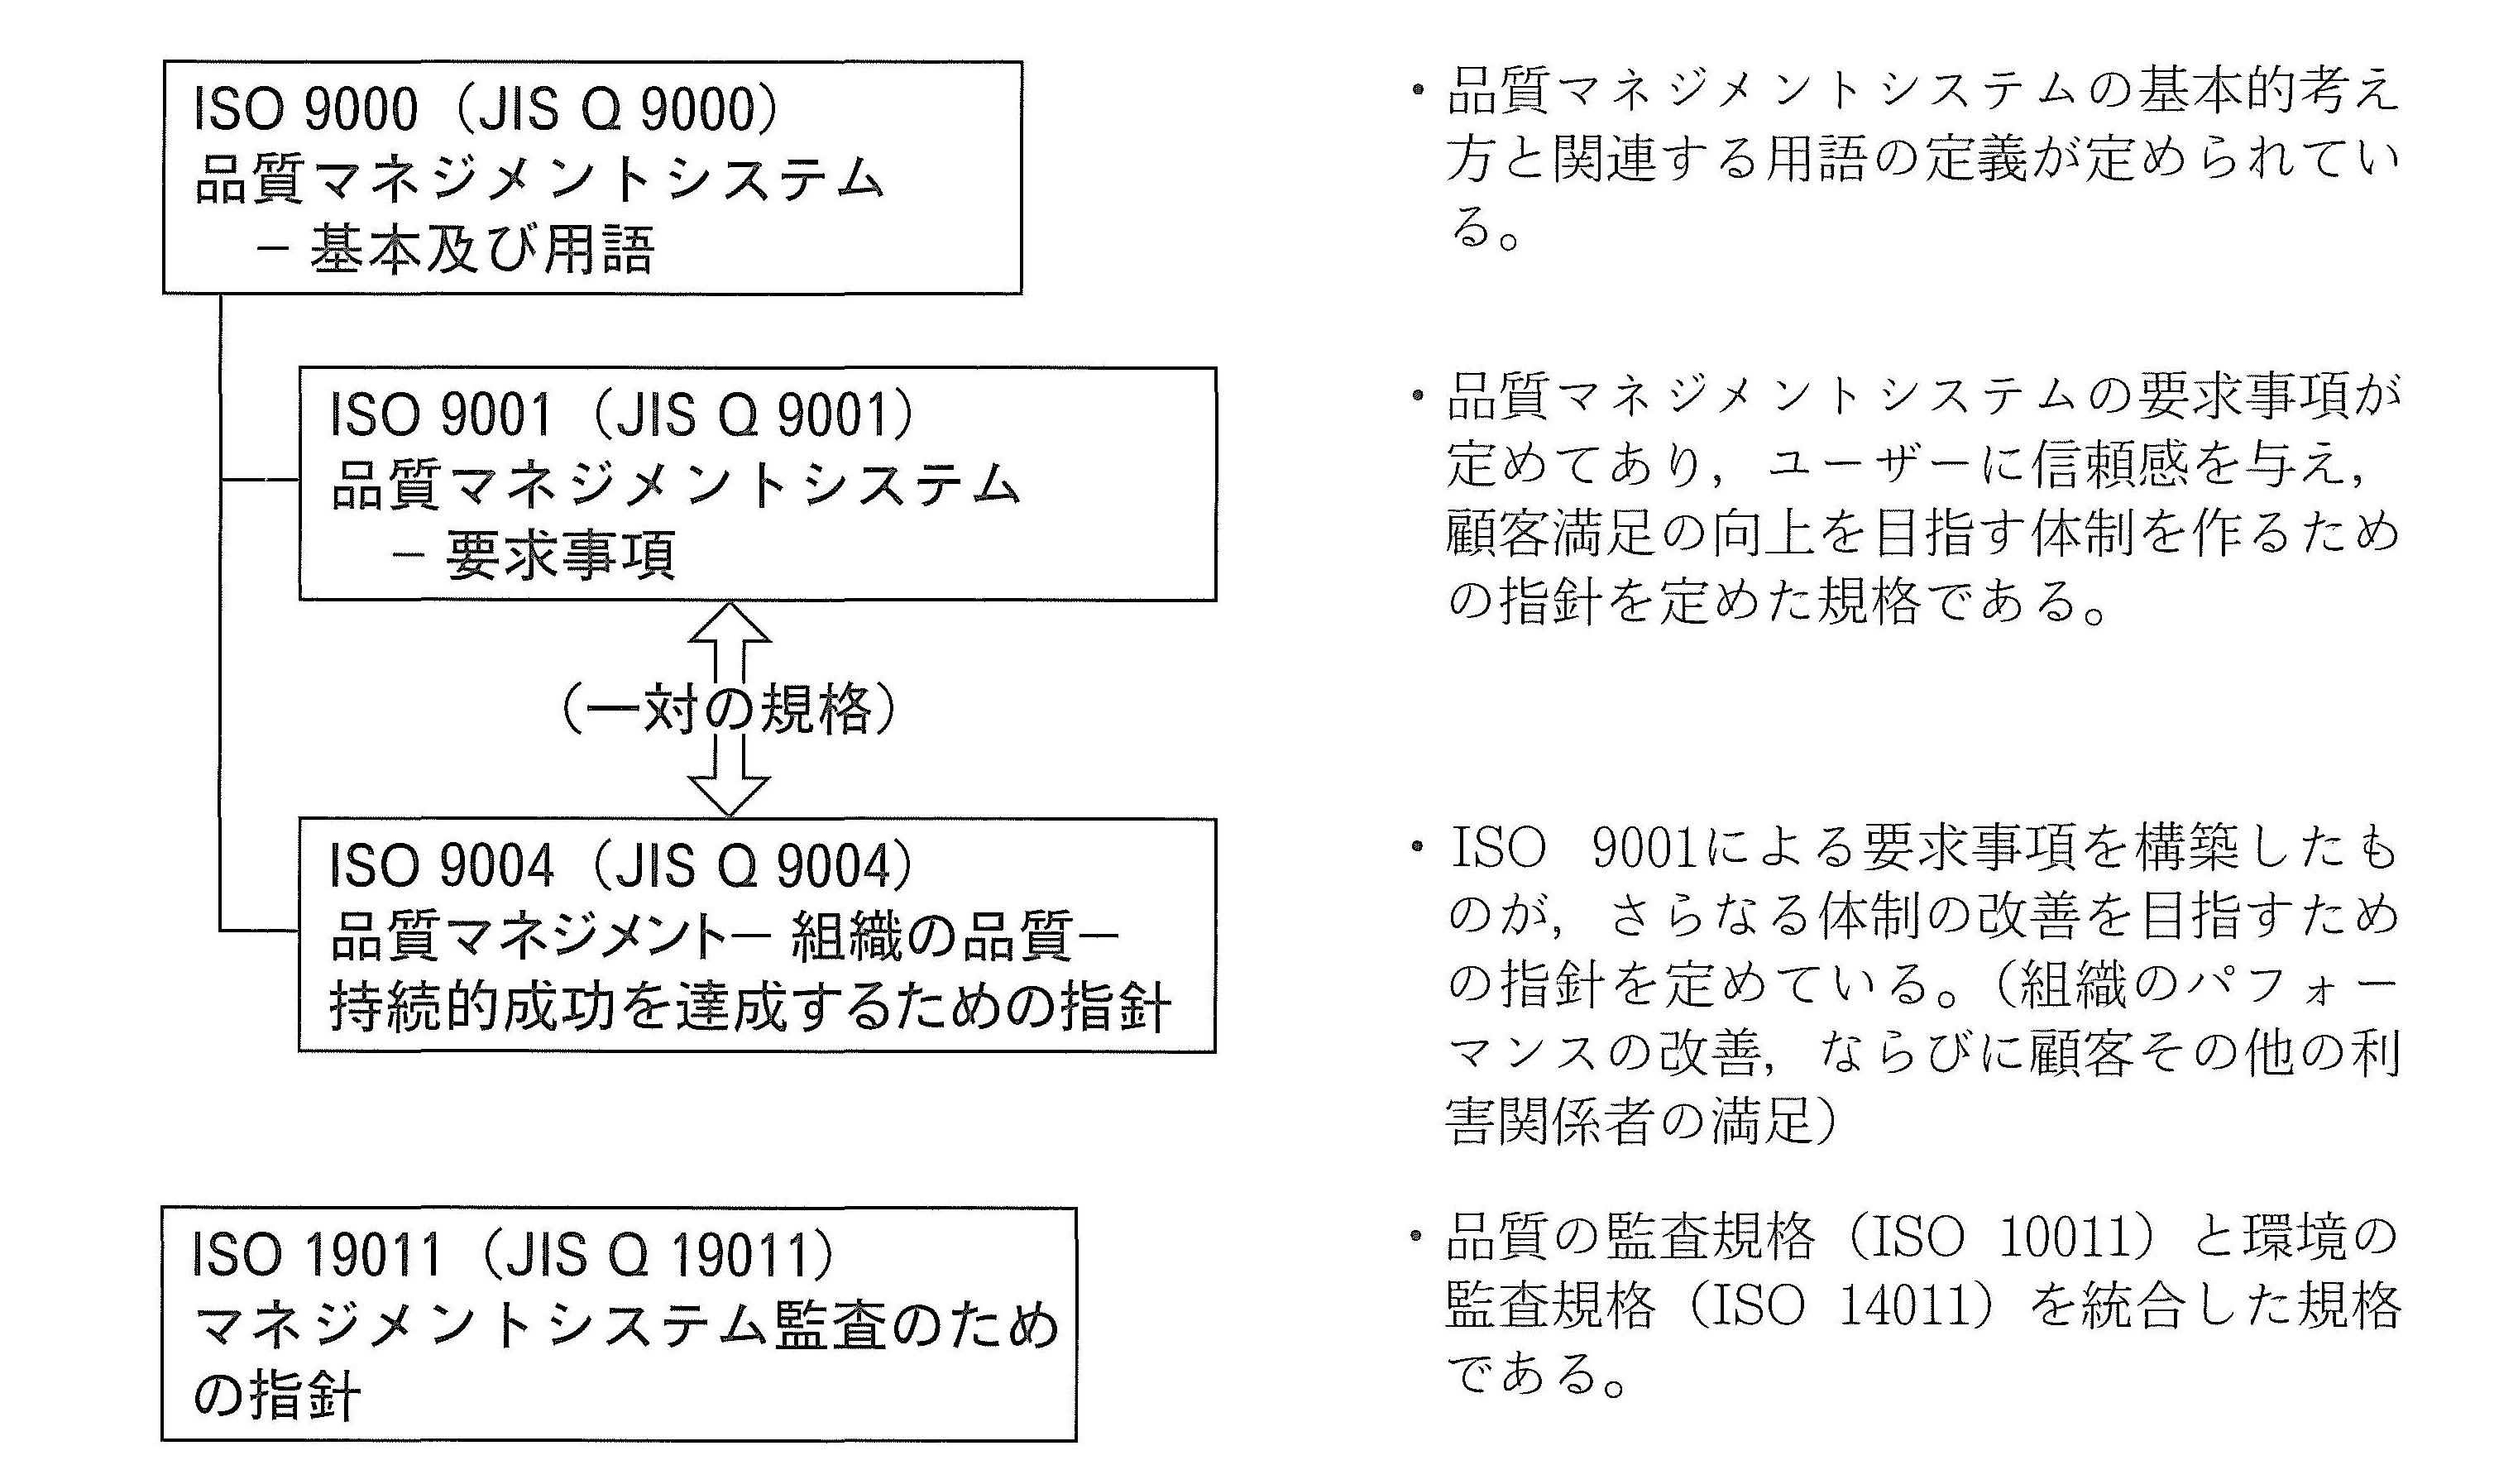 ISO 9000（JIS Q 9000）
品質マネジメントシステム
－ 基本及び用語
・品質マネジメントシステムの基本的考え
方と関連する用語の定義が定められてい
る。
ISO 9001（JIS Q 9001）
品質マネジメントシステム
－ 要求事項
・品質マネジメントシステムの要求事項が
定めてあり，ユーザーに信頼感を与え，
顧客満足の向上を目指す体制を作るため
の指針を定めた規格である。
（一対の規格）
ISO 9004（JIS Q 9004）
品質マネジメント－ 組織の品質－
持続的成功を達成するための指針
・ISO 9001による要求事項を構築したも
のが，さらなる体制の改善を目指すため
の指針を定めている。（組織のパフォー
マンスの改善，ならびに顧客その他の利
害関係者の満足）
ISO 19011（JIS Q 19011）
マネジメントシステム監査のため
の指針
・品質の監査規格（ISO 10011）と環境の
監査規格（ISO 14011）を統合した規格
である。